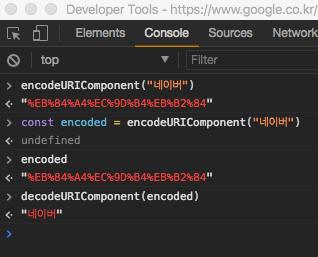 Developer Tools - https://www.google.co.kr/
Elements Console Sources Network
top Filter
> encodeURIComponent("네이버")
"%EB%84%A4%EC%9D%B4%EB%B2%84"
> const encoded = encodeURIComponent("네이버")
undefined
> encoded
"%EB%84%A4%EC%9D%B4%EB%B2%84"
> decodeURIComponent(encoded)
"네이버"
>